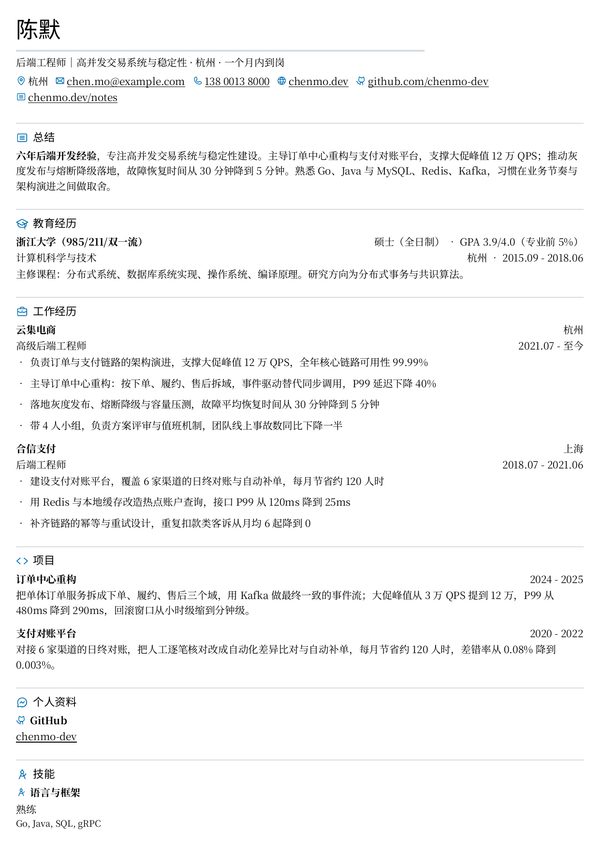 陈默
后端工程师｜高并发交易系统与稳定性 · 杭州 · 一个月内到岗
杭州 chen.mo@example.com 138 0013 8000 chenmo.dev github.com/chenmo-dev
chenmo.dev/notes
总结
六年后端开发经验，专注高并发交易系统与稳定性建设。主导订单中心重构与支付对账平台，支撑大促峰值 12 万 QPS；推动灰
度发布与熔断降级落地，故障恢复时间从 30 分钟降到 5 分钟。熟悉 Go、Java 与 MySQL、Redis、Kafka，习惯在业务节奏与
架构演进之间做取舍。
教育经历
浙江大学（985/211/双一流） 硕士（全日制） · GPA 3.9/4.0（专业前 5%）
计算机科学与技术 杭州 · 2015.09 - 2018.06
主修课程：分布式系统、数据库系统实现、操作系统、编译原理。研究方向为分布式事务与共识算法。
工作经历
云集电商 杭州
高级后端工程师 2021.07 - 至今
· 负责订单与支付链路的架构演进，支撑大促峰值 12 万 QPS，全年核心链路可用性 99.99%
· 主导订单中心重构：按下单、履约、售后拆域，事件驱动替代同步调用，P99 延迟下降 40%
· 落地灰度发布、熔断降级与容量压测，故障平均恢复时间从 30 分钟降到 5 分钟
· 带 4 人小组，负责方案评审与值班机制，团队线上事故数同比下降一半
合信支付 上海
后端工程师 2018.07 - 2021.06
· 建设支付对账平台，覆盖 6 家渠道的日终对账与自动补单，每月节省约 120 人时
· 用 Redis 与本地缓存改造热点账户查询，接口 P99 从 120ms 降到 25ms
· 补齐链路的幂等与重试设计，重复扣款类客诉从月均 6 起降到 0
项目
订单中心重构 2024 - 2025
把单体订单服务拆成下单、履约、售后三个域，用 Kafka 做最终一致的事件流；大促峰值从 3 万 QPS 提到 12 万，P99 从
480ms 降到 290ms，回滚窗口从小时级缩到分钟级。
支付对账平台 2020 - 2022
对接 6 家渠道的日终对账，把人工逐笔核对改成自动化差异比对与自动补单，每月节省约 120 人时，差错率从 0.08% 降到
0.003%。
个人资料
GitHub
chenmo-dev
技能
语言与框架
熟练
Go, Java, SQL, gRPC